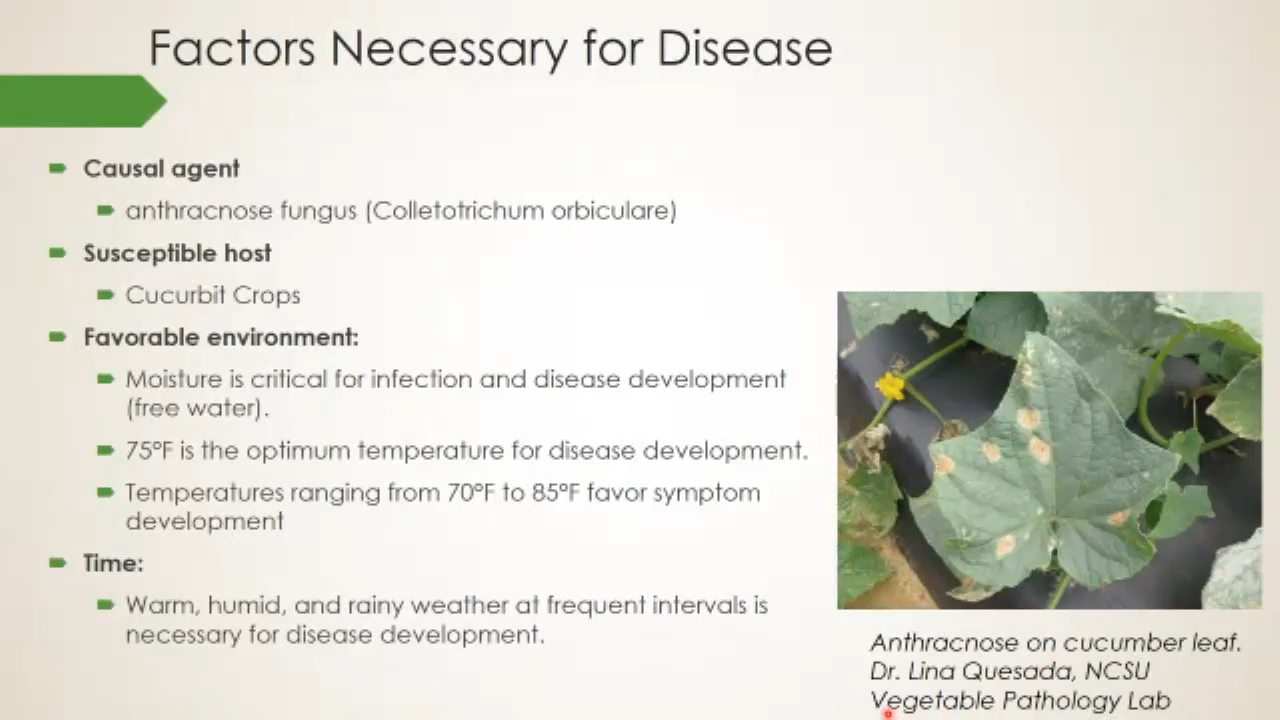 Factors Necessary for Disease
Causal agent
anthracnose fungus (Colletotrichum orbiculare)
Susceptible host
Cucurbit Crops
Favorable environment:
Moisture is critical for infection and disease development
(free water).
75°F is the optimum temperature for disease development.
Temperatures ranging from 70°F to 85°F favor symptom
development
Time:
Warm, humid, and rainy weather at frequent intervals is
necessary for disease development.
Anthracnose on cucumber leaf.
Dr. Lina Quesada, NCSU
Vegetable Pathology Lab